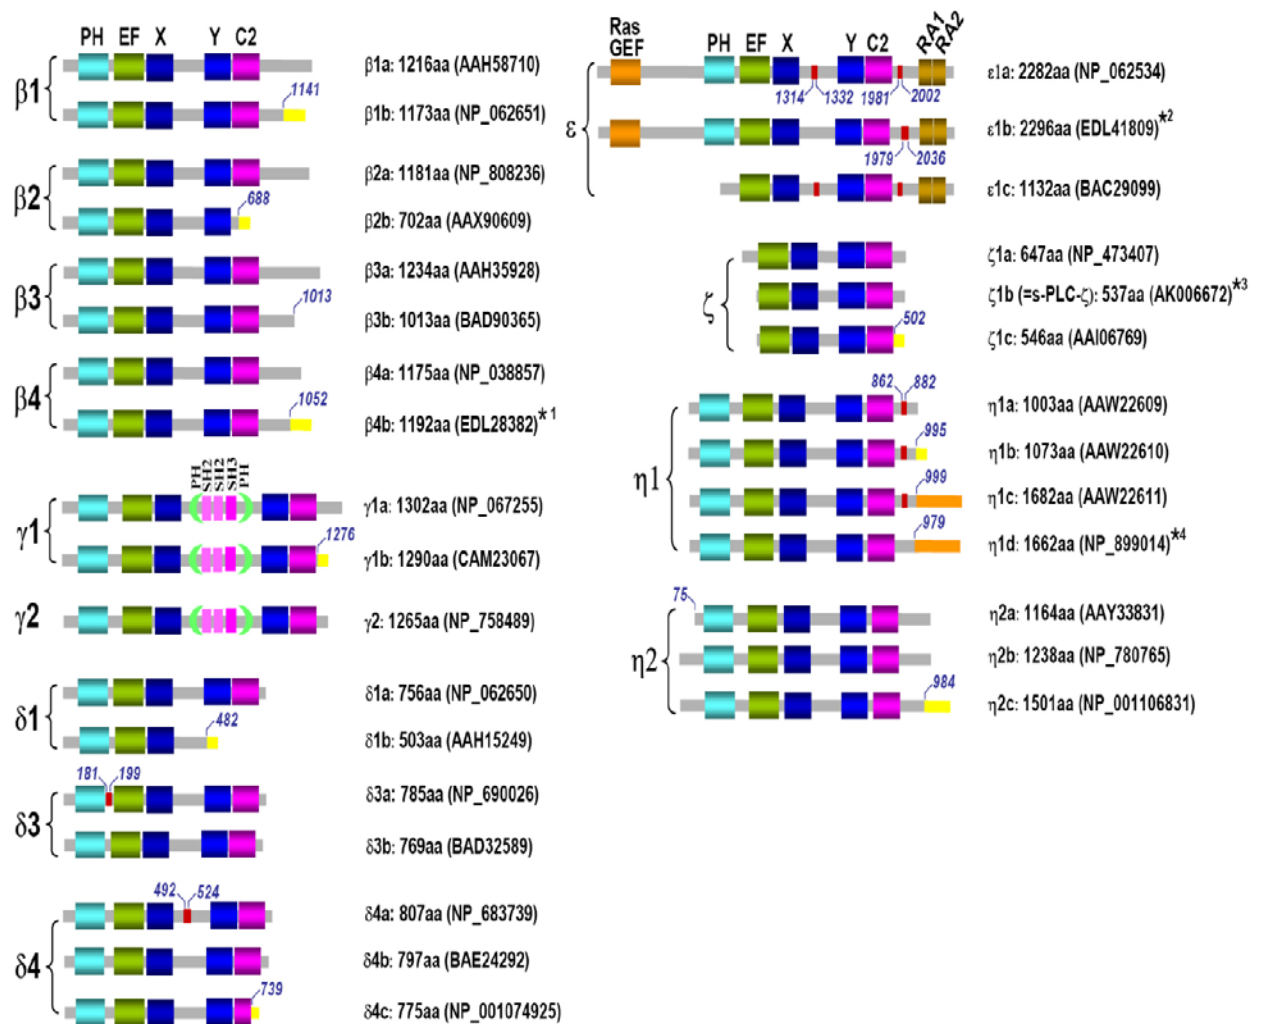 PH EF X Y C2
β1
β1a: 1216aa (AAH58710)
1141
β1b: 1173aa (NP_062651)
β2
β2a: 1181aa (NP_808236)
688
β2b: 702aa (AAX90609)
β3
β3a: 1234aa (AAH35928)
1013
β3b: 1013aa (BAD90365)
β4
β4a: 1175aa (NP_038857)
1052
β4b: 1192aa (EDL28382)*1
PH SH2 SH2 SH3 PH
γ1
γ1a: 1302aa (NP_067255)
1276
γ1b: 1290aa (CAM23067)
γ2
γ2: 1265aa (NP_758489)
δ1
δ1a: 756aa (NP_062650)
482
δ1b: 503aa (AAH15249)
181 199
δ3
δ3a: 785aa (NP_690026)
δ3b: 769aa (BAD32589)
492 524
δ4
δ4a: 807aa (NP_683739)
δ4b: 797aa (BAE24292)
739
δ4c: 775aa (NP_001074925)
Ras
GEF PH EF X Y C2 RA1 RA2
ε
ε1a: 2282aa (NP_062534)
1314 1332 1981 2002
ε1b: 2296aa (EDL41809)*2
1979 2036
ε1c: 1132aa (BAC29099)
ζ
ζ1a: 647aa (NP_473407)
ζ1b (=s-PLC-ζ): 537aa (AK006672)*3
502
ζ1c: 546aa (AAI06769)
862 882
η1
η1a: 1003aa (AAW22609)
995
η1b: 1073aa (AAW22610)
999
η1c: 1682aa (AAW22611)
979
η1d: 1662aa (NP_899014)*4
75
η2
η2a: 1164aa (AAY33831)
η2b: 1238aa (NP_780765)
984
η2c: 1501aa (NP_001106831)